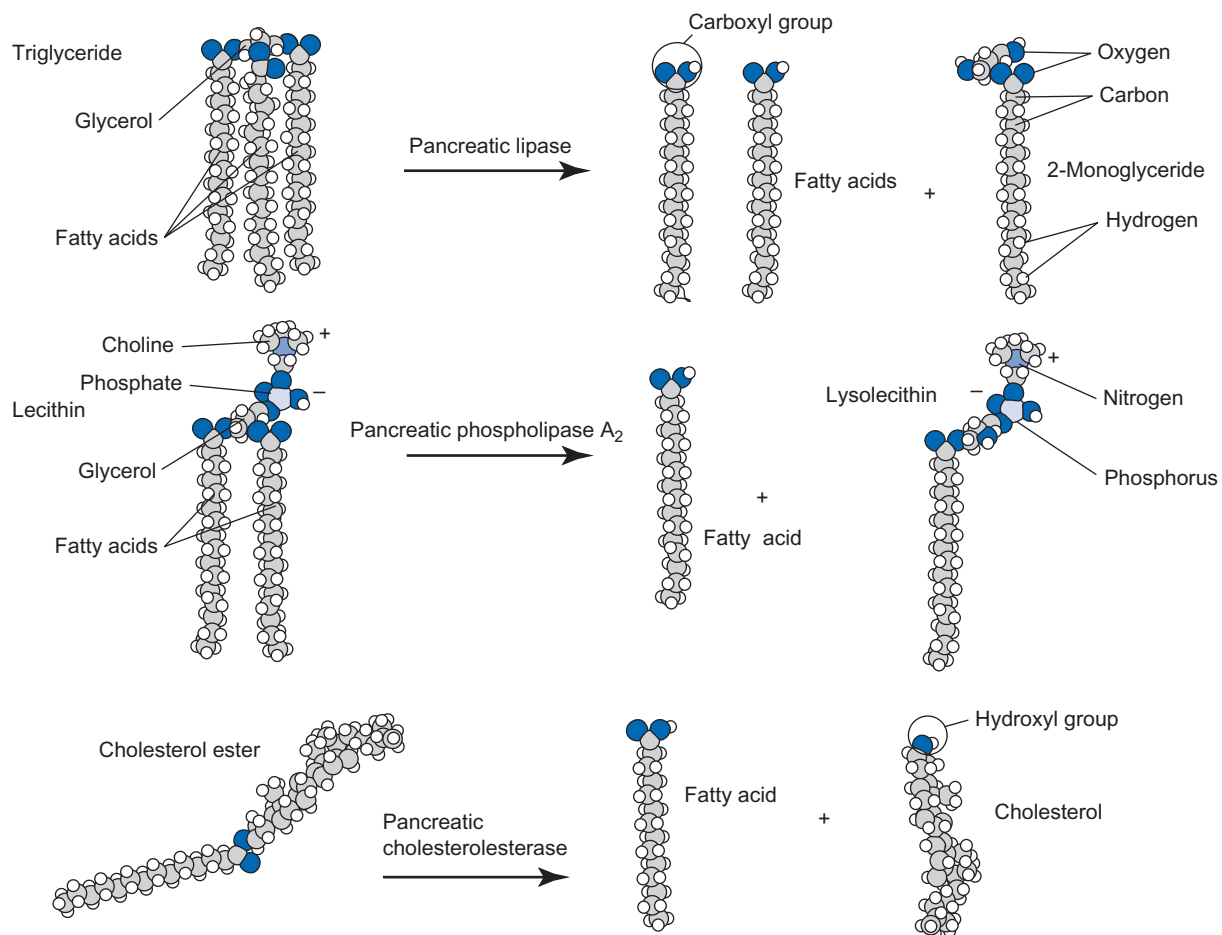 Carboxyl group
Triglyceride
Oxygen
Glycerol
Carbon
Pancreatic lipase
2-Monoglyceride
Fatty acids
+
Hydrogen
Fatty acids
Choline
+
+
Phosphate
–
Lysolecithin
–
Nitrogen
Lecithin
Pancreatic phospholipase A₂
Glycerol
Phosphorus
+
Fatty acids
Fatty acid
Hydroxyl group
Cholesterol ester
Fatty acid
Cholesterol
+
Pancreatic
cholesterolesterase